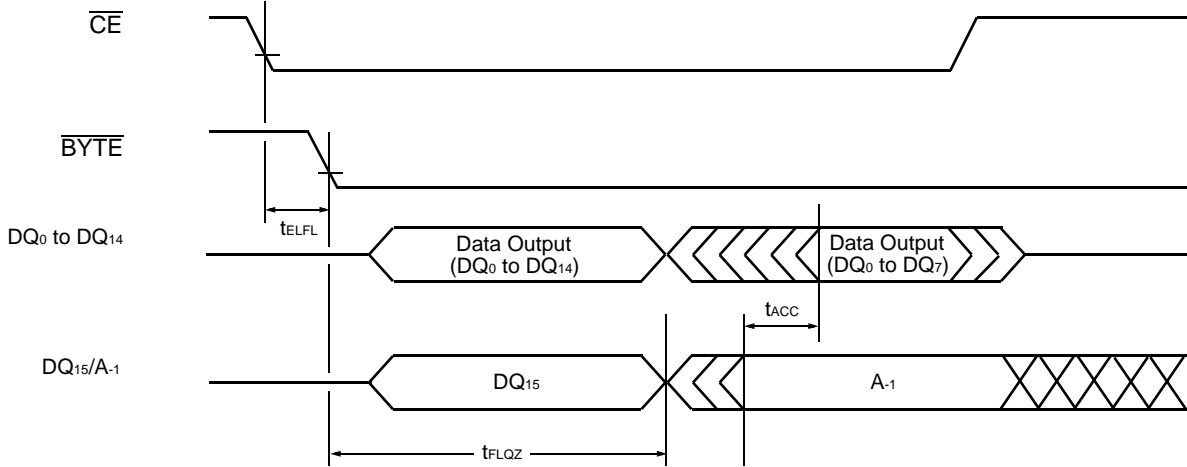 CE
BYTE
tELFL
DQ0 to DQ14
Data Output
(DQ0 to DQ14)
Data Output
(DQ0 to DQ7)
tACC
DQ15/A-1
DQ15
A-1
tFLQZ